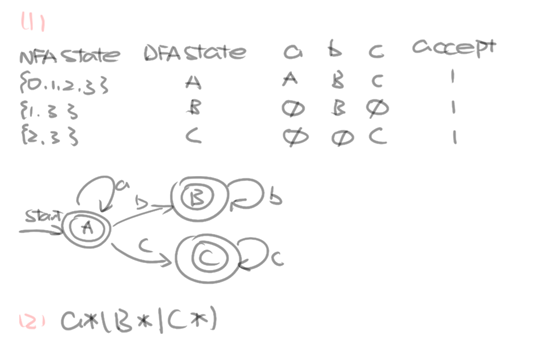 (1)
NFA State DFA State a b c accept
{0.1.2.3} A A B C 1
{1.3} B ∅ B ∅ 1
{2.3} C ∅ ∅ C 1
a
Start A b B b
c C c
(2) a*(B*|C*)